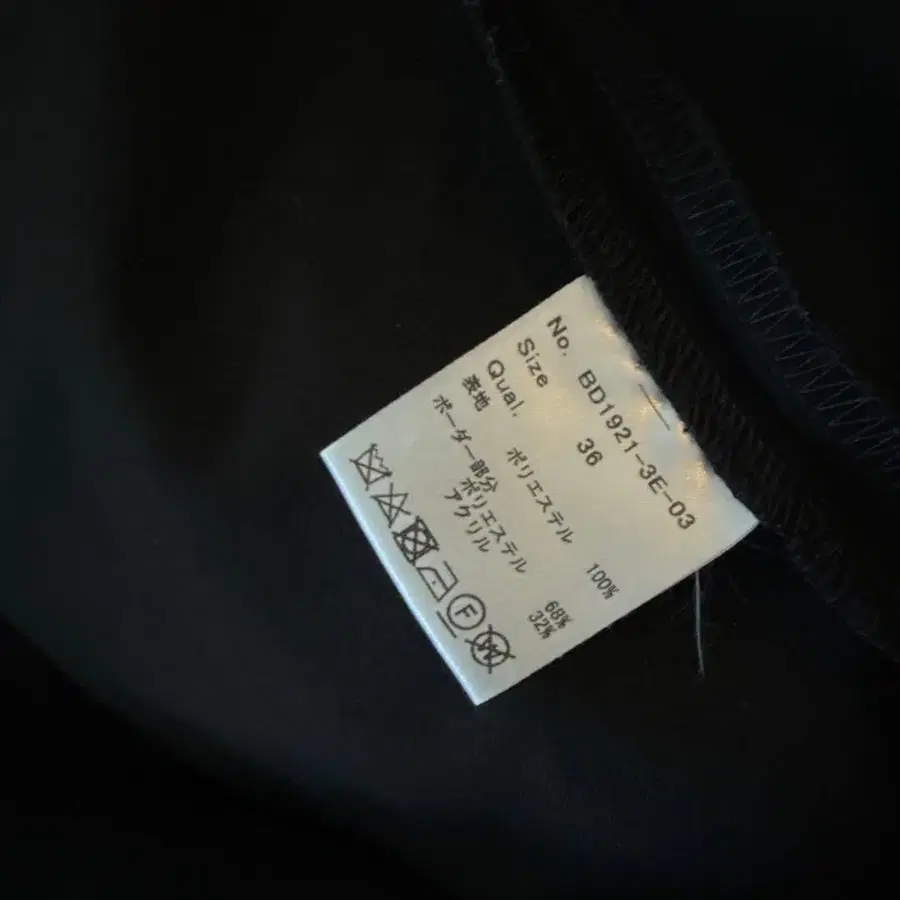 No. BD1921-3E-03
Size 36
Qual.
表地 ポリエステル 100%
ボーダー部分
ポリエステル 68%
アクリル 32%
F
W